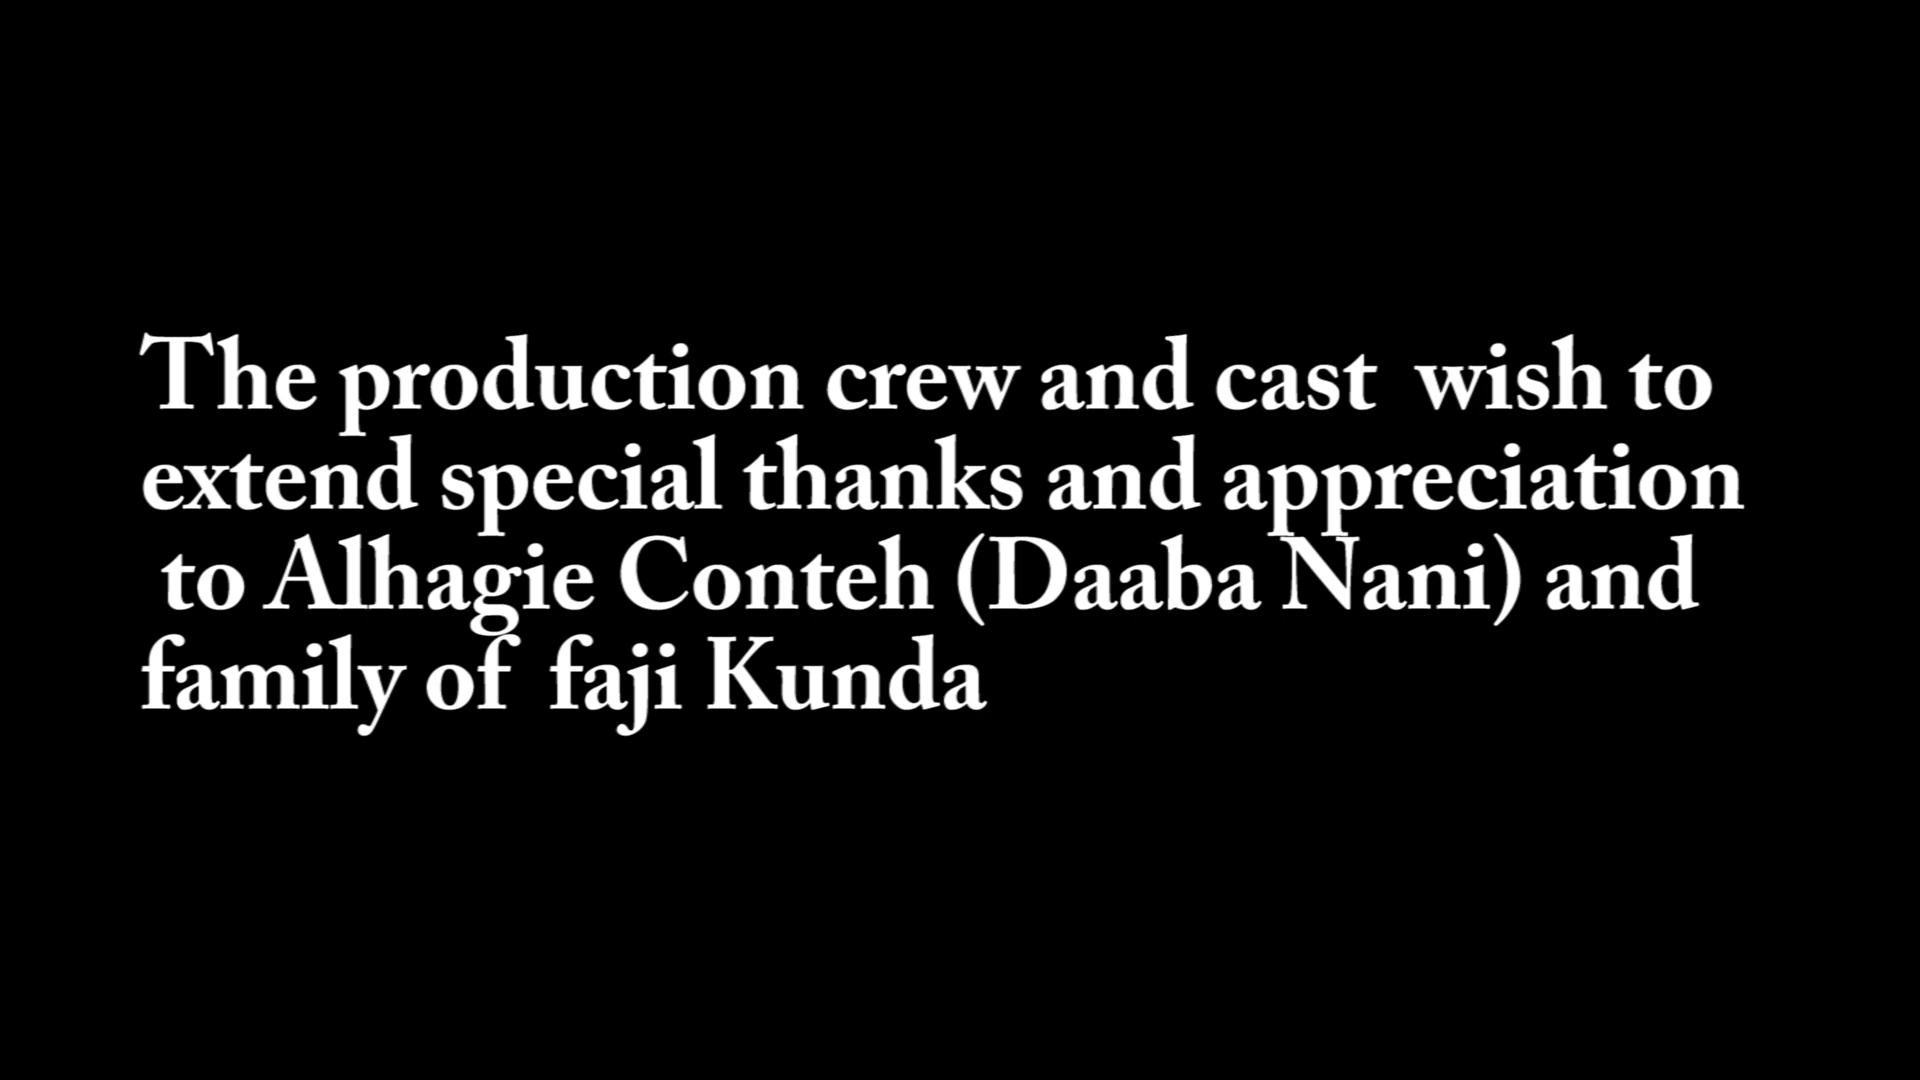 The production crew and cast  wish to
extend special thanks and appreciation
 to Alhagie Conteh (Daaba Nani) and
family of  faji Kunda